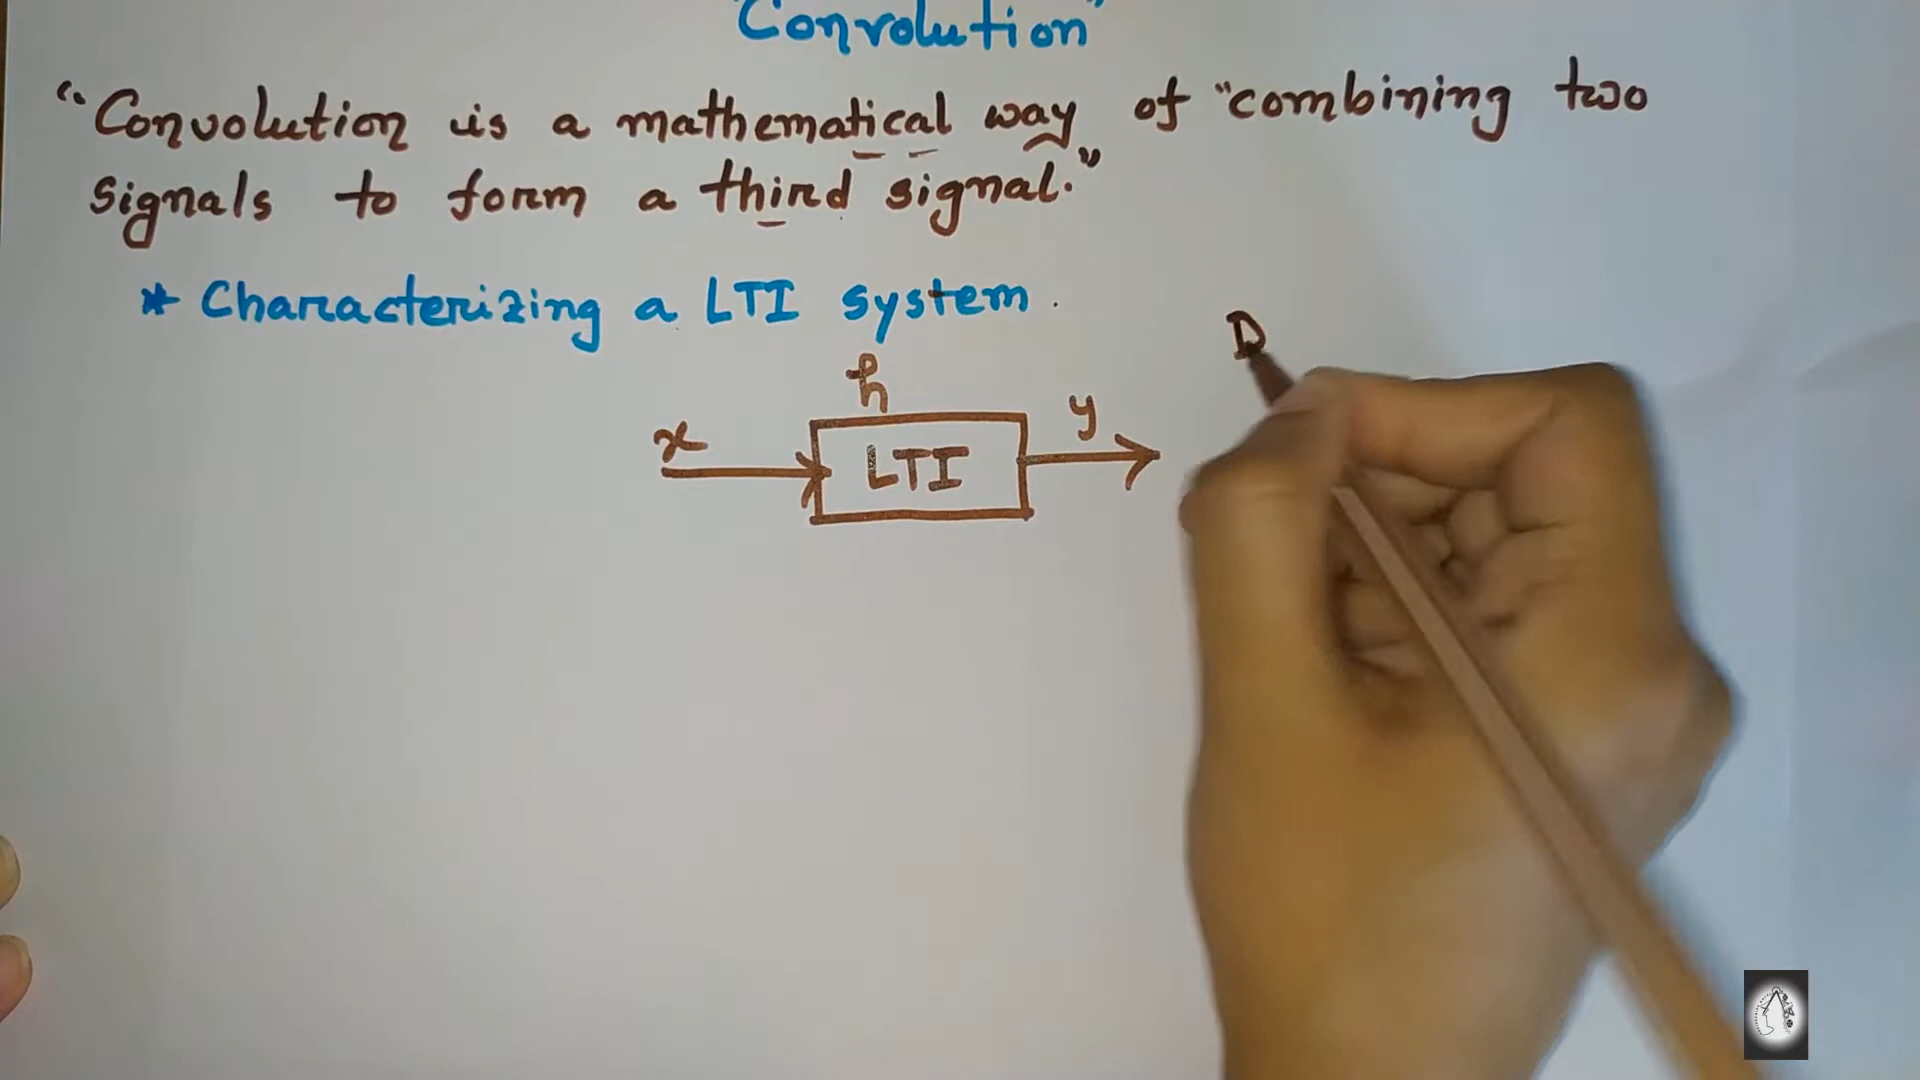 "Convolution"
"Convolution is a mathematical way of "combining two
signals to form a third signal."
* Characterizing a LTI system.
h
x LTI y
D